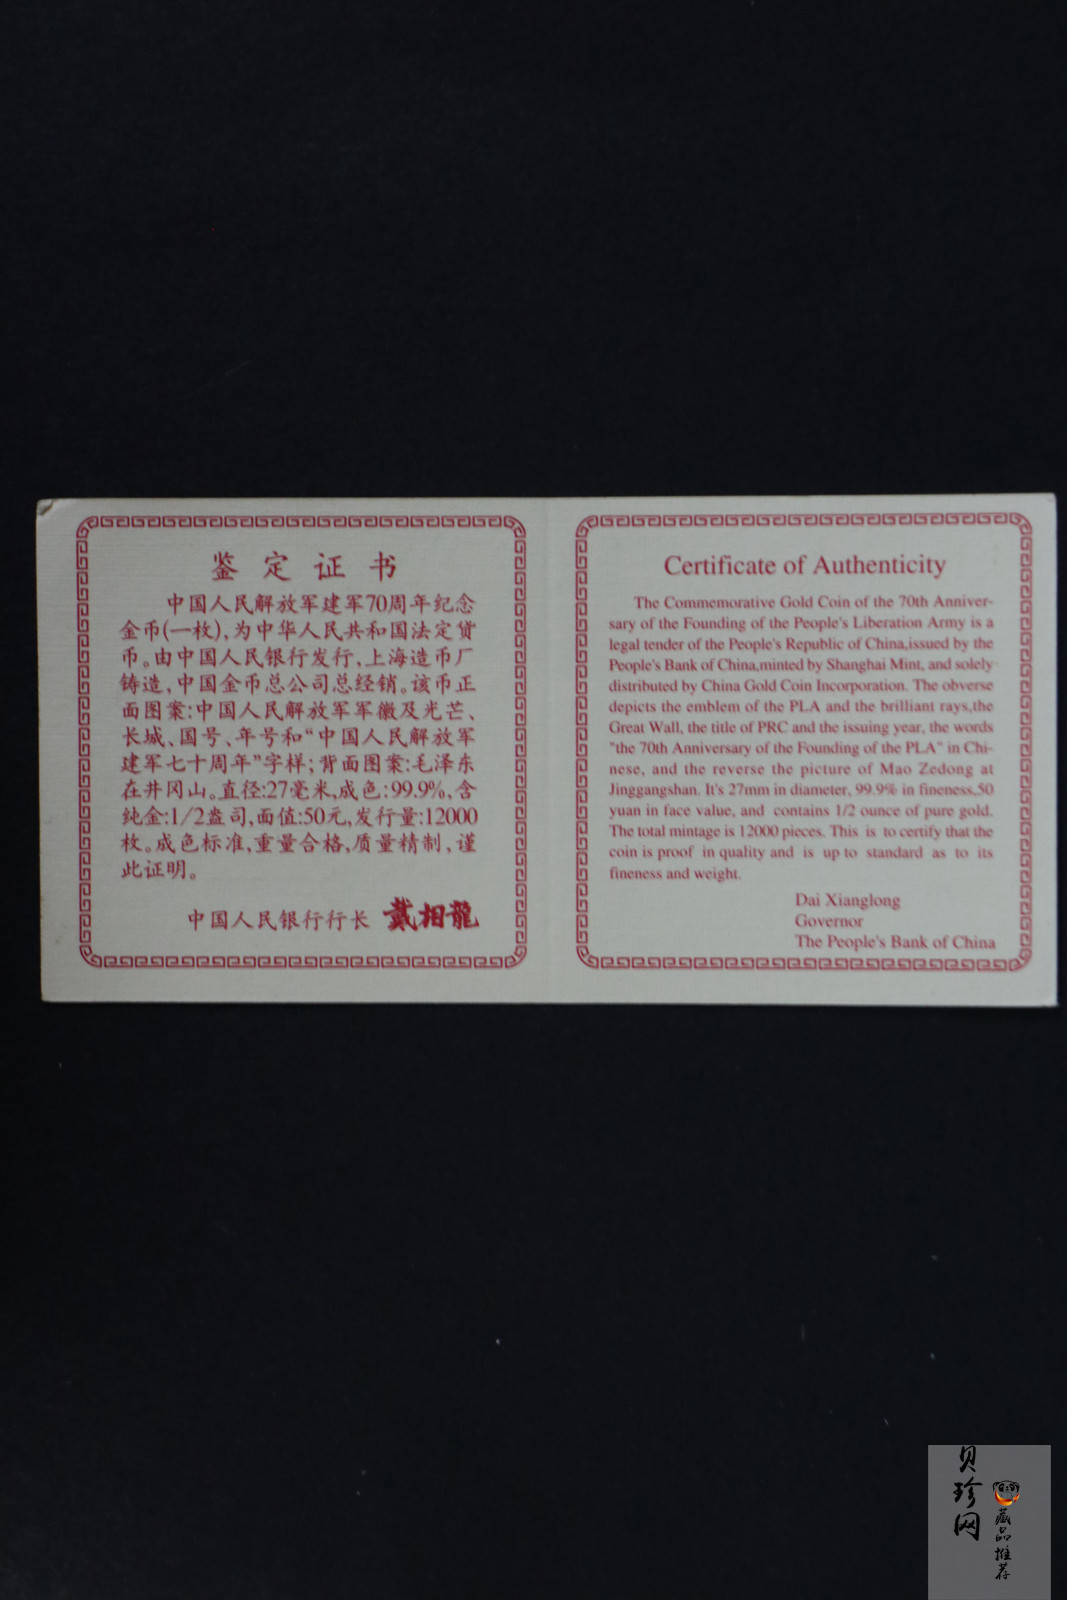 鉴定证书
中国人民解放军建军70周年纪念
金币(一枚),为中华人民共和国法定货
币。由中国人民银行发行,上海造币厂
铸造,中国金币总公司总经销。该币正
面图案:中国人民解放军军徽及光芒、
长城、国号、年号和“中国人民解放军
建军七十周年”字样;背面图案:毛泽东
在井冈山。直径:27毫米,成色:99.9%,含
纯金:1/2盎司,面值:50元,发行量:12000
枚。成色标准,重量合格,质量精制,谨
此证明。
中国人民银行行长 戴相龍
Certificate of Authenticity
The Commemorative Gold Coin of the 70th Anniver-
sary of the Founding of the People's Liberation Army is a
legal tender of the People's Republic of China,issued by the
People's Bank of China,minted by Shanghai Mint, and solely
distributed by China Gold Coin Incorporation. The obverse
depicts the emblem of the PLA and the brilliant rays,the
Great Wall, the title of PRC and the issuing year, the words
"the 70th Anniversary of the Founding of the PLA" in Chi-
nese, and the reverse the picture of Mao Zedong at
Jinggangshan. It's 27mm in diameter, 99.9% in fineness,50
yuan in face value, and contains 1/2 ounce of pure gold.
The total mintage is 12000 pieces. This is to certify that the
coin is proof in quality and is up to standard as to its
fineness and weight.
Dai Xianglong
Governor
The People's Bank of China
贝珍网
藏品推荐